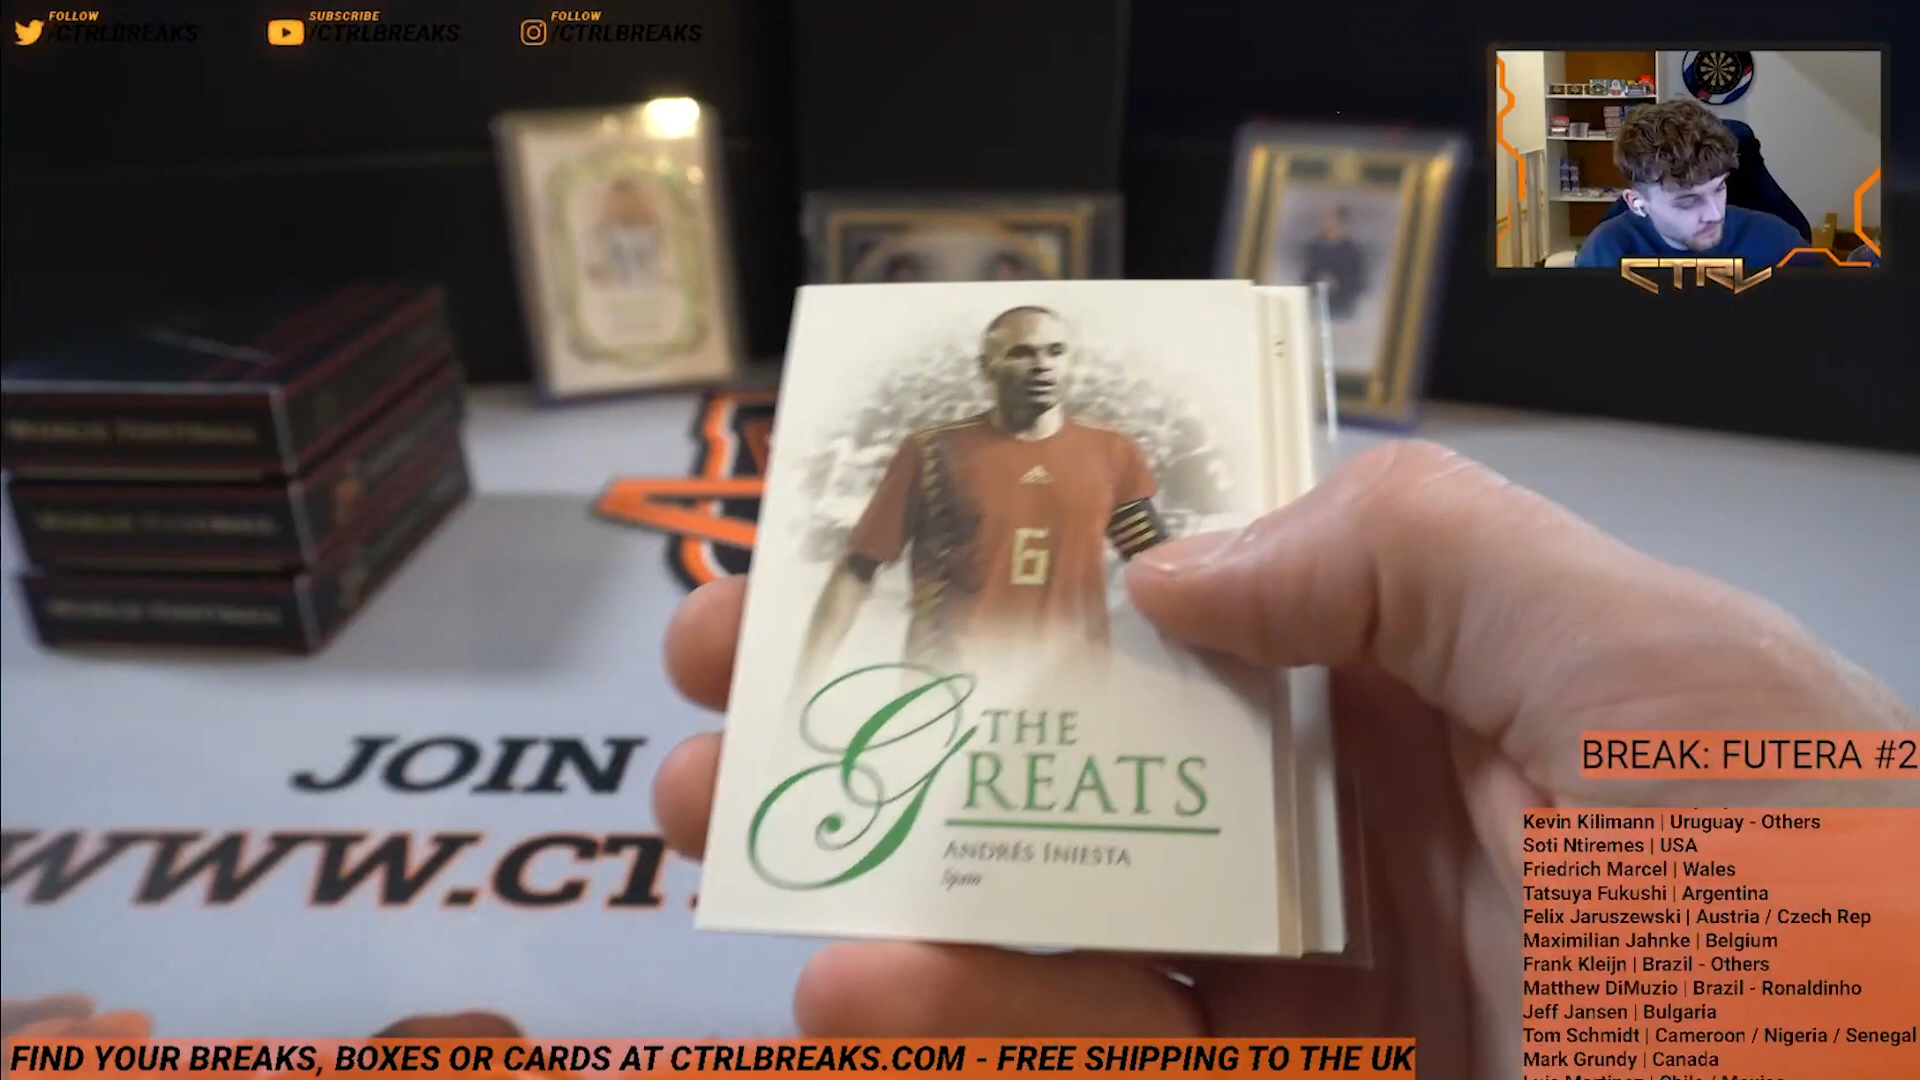 FOLLOW
/CTRLBREAKS
SUBSCRIBE
/CTRLBREAKS
FOLLOW
/CTRLBREAKS
CTRL
6
THE
GREATS
ANDRÉS INIESTA
Spain
JOIN
WWW.CT
BREAK: FUTERA #2
Kevin Kilimann | Uruguay - Others
Soti Ntiremes | USA
Friedrich Marcel | Wales
Tatsuya Fukushi | Argentina
Felix Jaruszewski | Austria / Czech Rep
Maximilian Jahnke | Belgium
Frank Kleijn | Brazil - Others
Matthew DiMuzio | Brazil - Ronaldinho
Jeff Jansen | Bulgaria
Tom Schmidt | Cameroon / Nigeria / Senegal
Mark Grundy | Canada
FIND YOUR BREAKS, BOXES OR CARDS AT CTRLBREAKS.COM - FREE SHIPPING TO THE UK